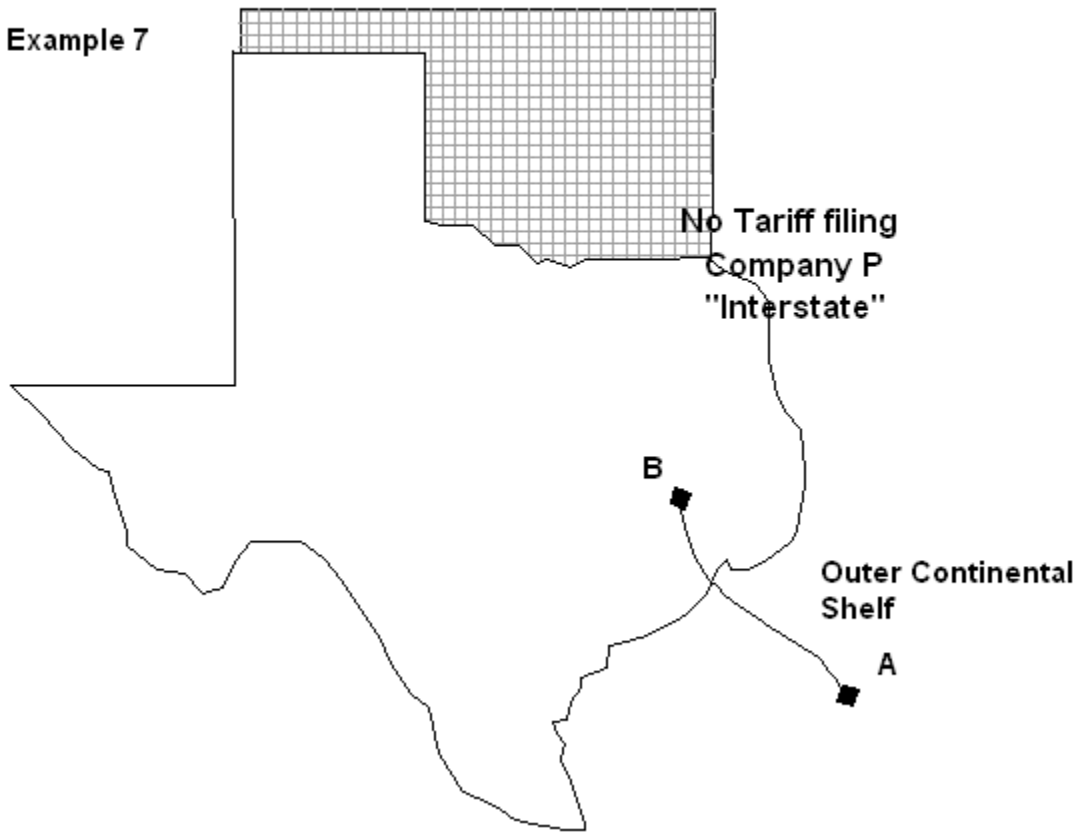 Example 7
No Tariff filing
Company P
"Interstate"
B
Outer Continental
Shelf
A